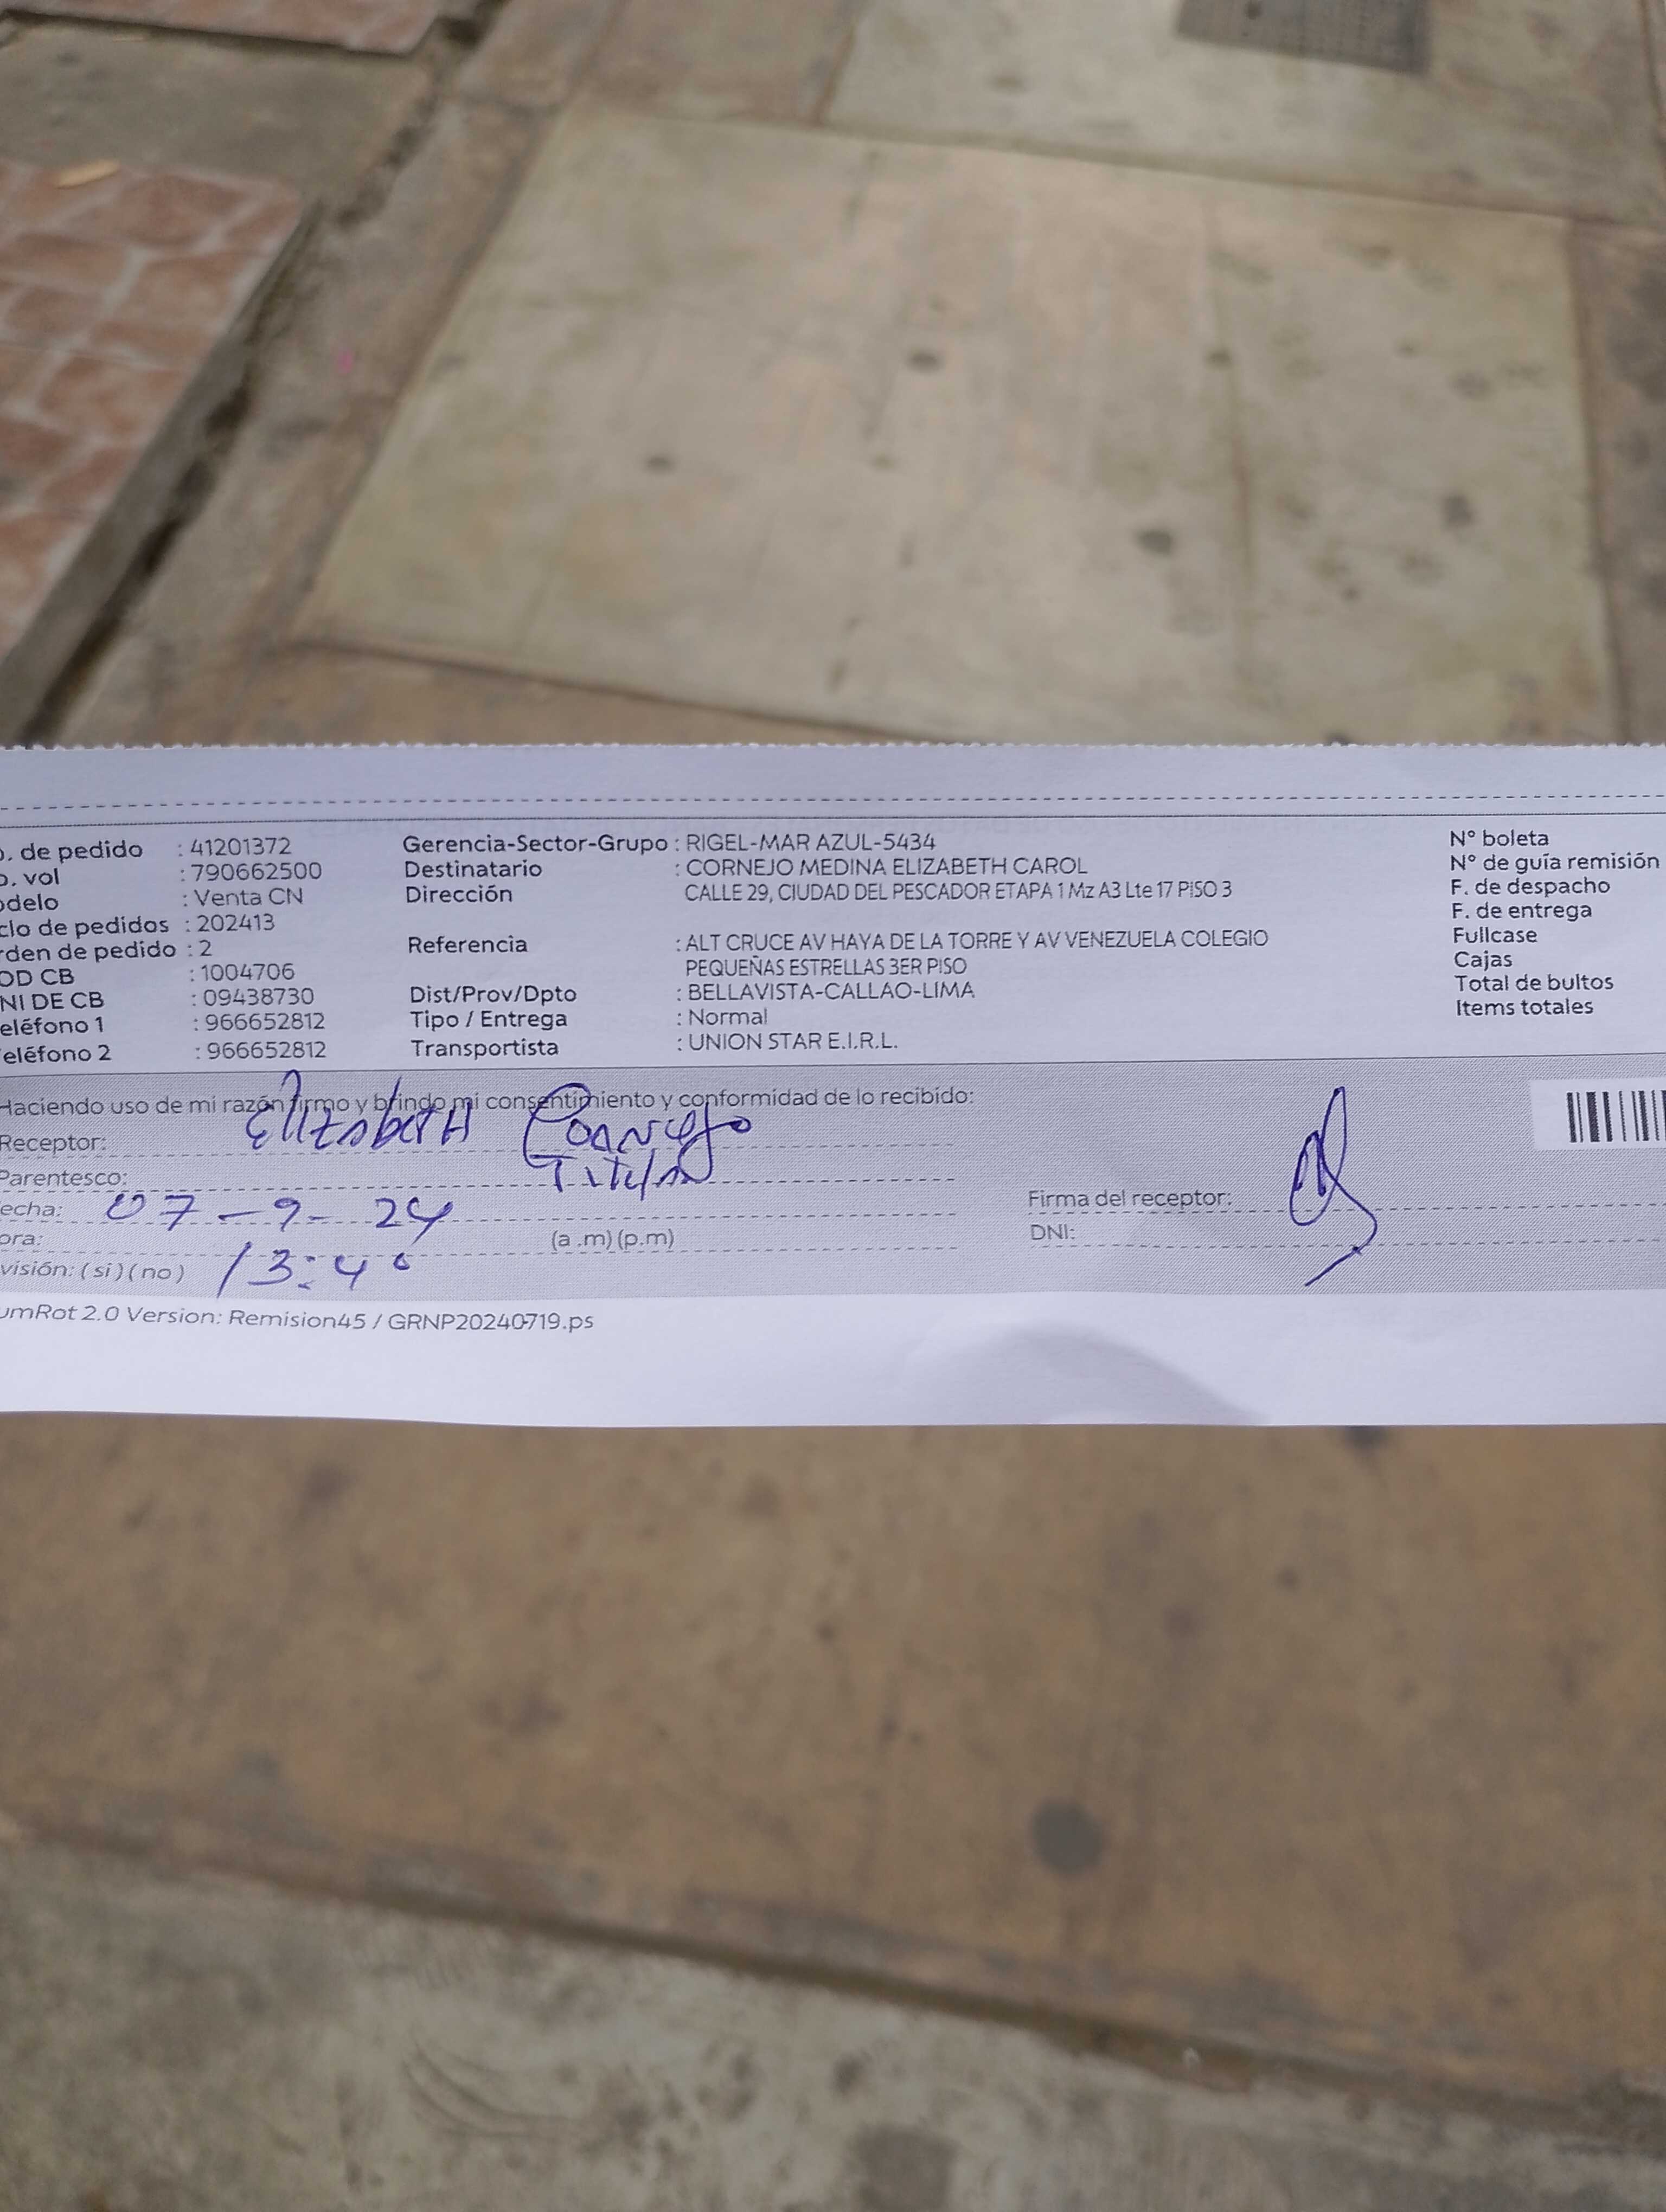 o. de pedido : 41201372 Gerencia-Sector-Grupo : RIGEL-MAR AZUL-5434 N° boleta
o. vol : 790662500 Destinatario : CORNEJO MEDINA ELIZABETH CAROL N° de guía remisión
odelo : Venta CN Dirección CALLE 29, CIUDAD DEL PESCADOR ETAPA 1 Mz A3 Lte 17 PISO 3 F. de despacho
clo de pedidos : 202413 F. de entrega
rden de pedido : 2 Referencia : ALT CRUCE AV HAYA DE LA TORRE Y AV VENEZUELA COLEGIO Fullcase
OD CB : 1004706 PEQUEÑAS ESTRELLAS 3ER PISO Cajas
NI DE CB : 09438730 Dist/Prov/Dpto : BELLAVISTA-CALLAO-LIMA Total de bultos
eléfono 1 : 966652812 Tipo / Entrega : Normal Items totales
eléfono 2 : 966652812 Transportista : UNION STAR E.I.R.L.
Haciendo uso de mi razón firmo y brindo mi consentimiento y conformidad de lo recibido:
Receptor: Elizabeth Cornejo
Parentesco: Titular
echa: 07-9-24 Firma del receptor:
ora: 13:40 (a .m) (p.m) DNI:
visión: ( si ) ( no )
umRot 2.0 Version: Remision45 / GRNP20240719.ps